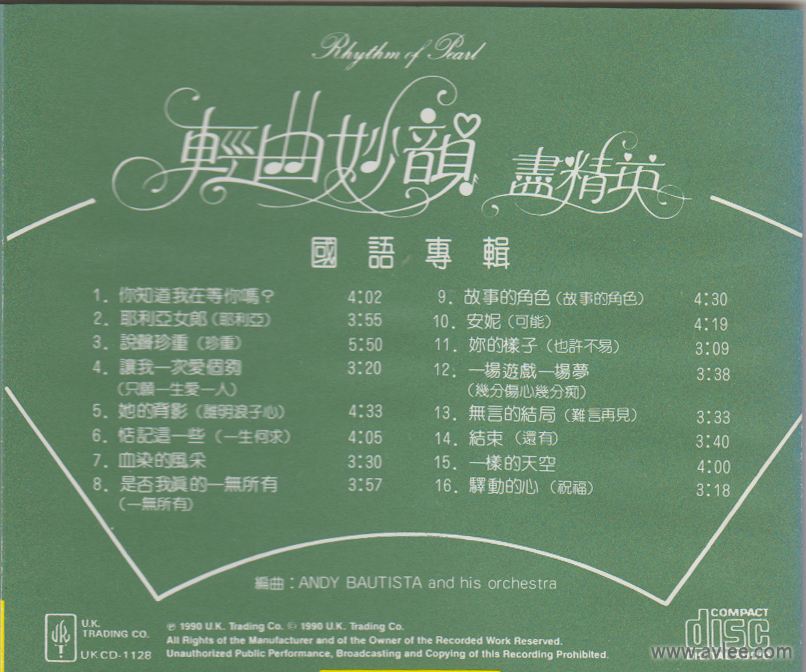 Rhythm of Pearl
輕曲妙韻 盡精英
國語專輯
1. 你知道我在等你嗎? 4:02
2. 耶利亞女郎 (耶利亞) 3:55
3. 說聲珍重 (珍重) 5:50
4. 讓我一次愛個夠 3:20
(只願一生愛一人)
5. 她的背影 (誰明浪子心) 4:33
6. 惦記這一些 (一生何求) 4:05
7. 血染的風采 3:30
8. 是否我真的一無所有 3:57
(一無所有)
9. 故事的角色 (故事的角色) 4:30
10. 安妮 (可能) 4:19
11. 妳的樣子 (也許不易) 3:09
12. 一場遊戲一場夢 3:38
(幾分傷心幾分痴)
13. 無言的結局 (難言再見) 3:33
14. 結束 (還有) 3:40
15. 一樣的天空 4:00
16. 驛動的心 (祝福) 3:18
編曲:ANDY BAUTISTA and his orchestra
U.K.
TRADING CO.
UKCD-1128
℗ 1990 U.K. Trading Co. © 1990 U.K. Trading Co.
All Rights of the Manufacturer and of the Owner of the Recorded Work Reserved.
Unauthorized Public Performance, Broadcasting and Copying of this Recording Prohibited.
COMPACT
disc
www.avlee.com